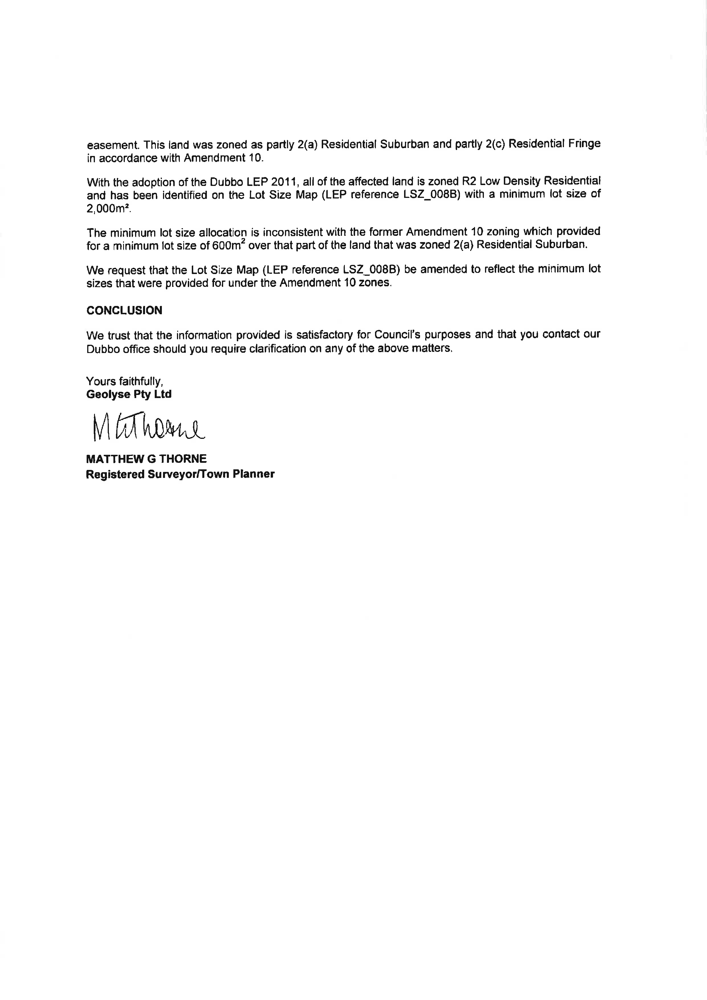 easement. This land was zoned as partly 2(a) Residential Suburban and partly 2(c) Residential Fringe
in accordance with Amendment 10.
With the adoption of the Dubbo LEP 2011, all of the affected land is zoned R2 Low Density Residential
and has been identified on the Lot Size Map (LEP reference LSZ_008B) with a minimum lot size of
2,000m².
The minimum lot size allocation is inconsistent with the former Amendment 10 zoning which provided
for a minimum lot size of 600m² over that part of the land that was zoned 2(a) Residential Suburban.
We request that the Lot Size Map (LEP reference LSZ_008B) be amended to reflect the minimum lot
sizes that were provided for under the Amendment 10 zones.
CONCLUSION
We trust that the information provided is satisfactory for Council's purposes and that you contact our
Dubbo office should you require clarification on any of the above matters.
Yours faithfully,
Geolyse Pty Ltd
MGThorne
MATTHEW G THORNE
Registered Surveyor/Town Planner